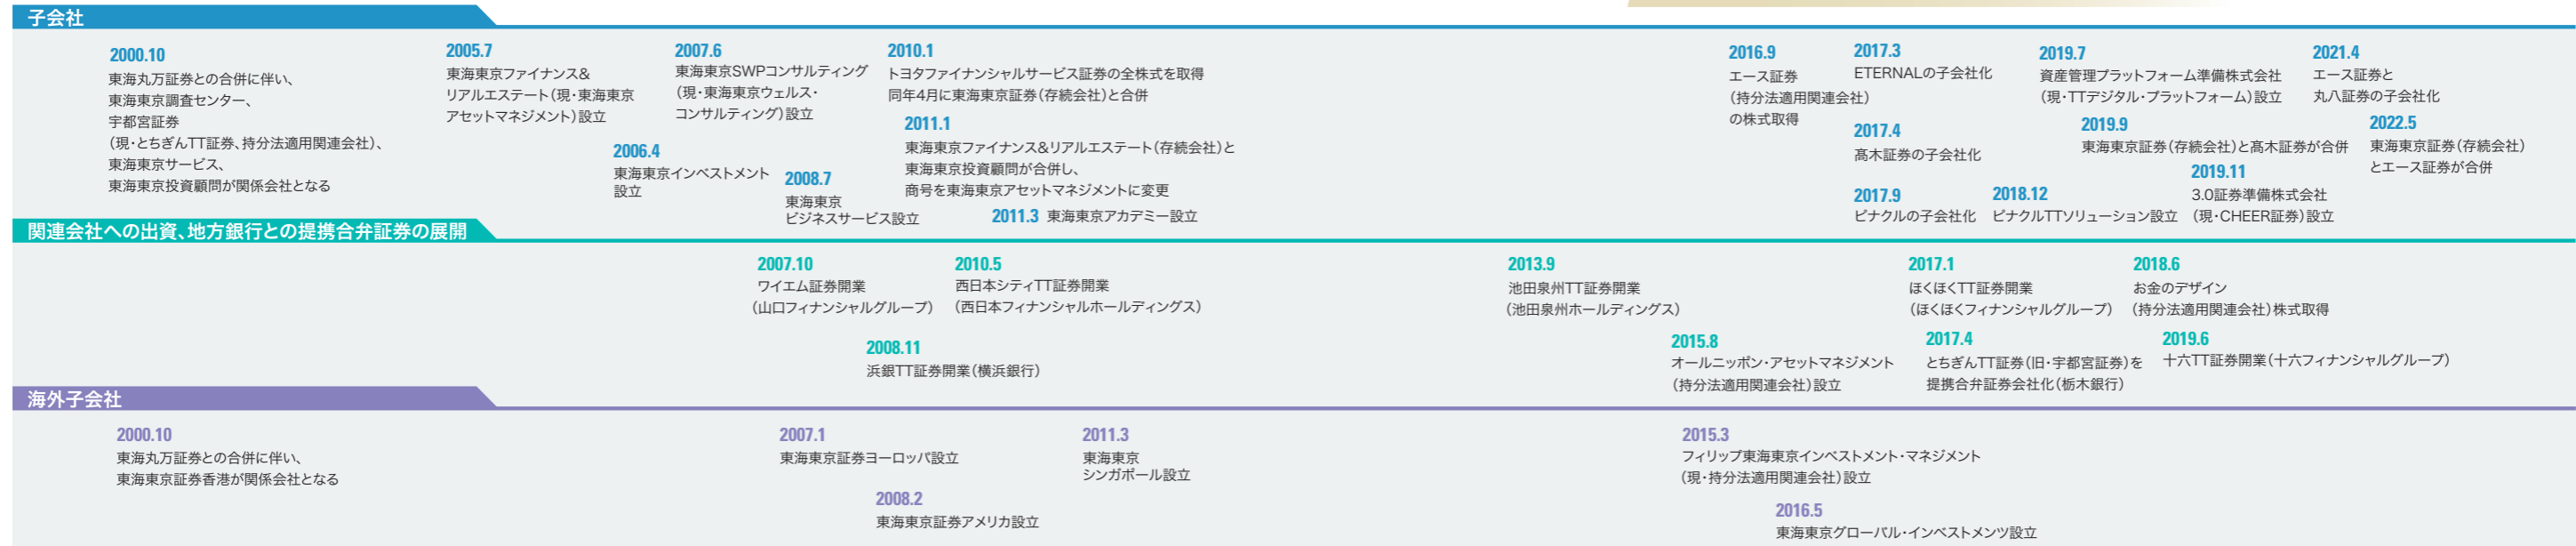 子会社
2000.10
東海丸万証券との合併に伴い、
東海東京調査センター、
宇都宮証券
（現・とちぎんTT証券、持分法適用関連会社）、
東海東京サービス、
東海東京投資顧問が関係会社となる
2005.7
東海東京ファイナンス&
リアルエステート（現・東海東京
アセットマネジメント）設立
2006.4
東海東京インベストメント
設立
2007.6
東海東京SWPコンサルティング
（現・東海東京ウェルス・
コンサルティング）設立
2008.7
東海東京
ビジネスサービス設立
2010.1
トヨタファイナンシャルサービス証券の全株式を取得
同年4月に東海東京証券（存続会社）と合併
2011.1
東海東京ファイナンス&リアルエステート（存続会社）と
東海東京投資顧問が合併し、
商号を東海東京アセットマネジメントに変更
2011.3 東海東京アカデミー設立
2016.9
エース証券
（持分法適用関連会社）
の株式取得
2017.3
ETERNALの子会社化
2017.4
髙木証券の子会社化
2017.9
ピナクルの子会社化
2018.12
ピナクルTTソリューション設立
2019.7
資産管理プラットフォーム準備株式会社
（現・TTデジタル・プラットフォーム）設立
2019.9
東海東京証券（存続会社）と髙木証券が合併
2019.11
3.0証券準備株式会社
（現・CHEER証券）設立
2021.4
エース証券と
丸八証券の子会社化
2022.5
東海東京証券（存続会社）
とエース証券が合併
関連会社への出資、地方銀行との提携合弁証券の展開
2007.10
ワイエム証券開業
（山口フィナンシャルグループ）
2008.11
浜銀TT証券開業（横浜銀行）
2010.5
西日本シティTT証券開業
（西日本フィナンシャルホールディングス）
2013.9
池田泉州TT証券開業
（池田泉州ホールディングス）
2015.8
オールニッポン・アセットマネジメント
（持分法適用関連会社）設立
2017.1
ほくほくTT証券開業
（ほくほくフィナンシャルグループ）
2017.4
とちぎんTT証券（旧・宇都宮証券）を
提携合弁証券会社化（栃木銀行）
2018.6
お金のデザイン
（持分法適用関連会社）株式取得
2019.6
十六TT証券開業（十六フィナンシャルグループ）
海外子会社
2000.10
東海丸万証券との合併に伴い、
東海東京証券香港が関係会社となる
2007.1
東海東京証券ヨーロッパ設立
2008.2
東海東京証券アメリカ設立
2011.3
東海東京
シンガポール設立
2015.3
フィリップ東海東京インベストメント・マネジメント
（現・持分法適用関連会社）設立
2016.5
東海東京グローバル・インベストメンツ設立